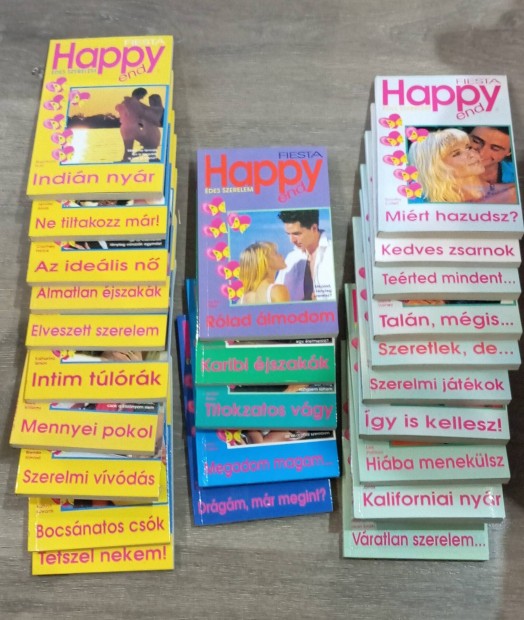 FIESTA
Happy
end
ÉDES SZERELEM
Indián nyár
Ne tiltakozz már!
Az ideális nő
Álmatlan éjszakák
Elveszett szerelem
Intim túlórák
Mennyei pokol
Szerelmi vívódás
Bocsánatos csók
Tetszel nekem!
FIESTA
Happy
end
ÉDES SZERELEM
Rólad álmodom
Karibi éjszakák
Titokzatos vágy
Megadom magam...
Drágám, már megint?
FIESTA
Happy
end
Miért hazudsz?
Kedves zsarnok
Teérted mindent...
Talán, mégis...
Szeretlek, de...
Szerelmi játékok
Így is kellesz!
Hiába menekülsz
Kaliforniai nyár
Váratlan szerelem...